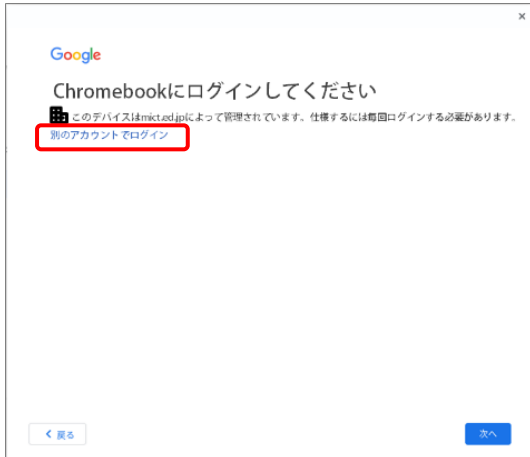 Google
Chromebookにログインしてください
このデバイスはmict.ed.jpによって管理されています、仕様するには毎回ログインする必要があります。
別のアカウントでログイン
戻る
次へ